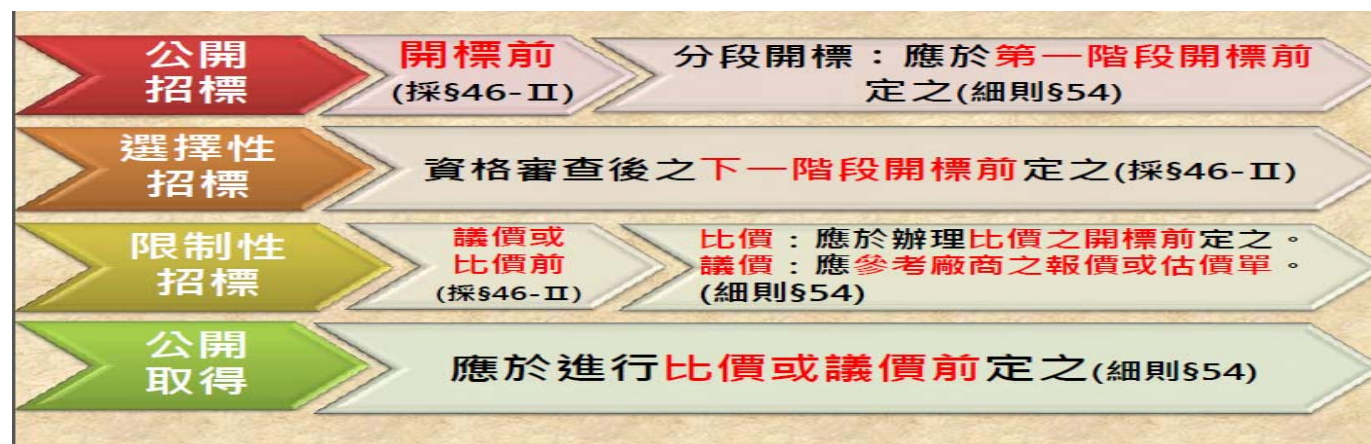 公開
招標
開標前
(採§46-II)
分段開標：應於第一階段開標前
定之(細則§54)
選擇性
招標
資格審查後之下一階段開標前定之(採§46-II)
限制性
招標
議價或
比價前
(採§46-II)
比價：應於辦理比價之開標前定之。
議價：應參考廠商之報價或估價單。
(細則§54)
公開
取得
應於進行比價或議價前定之(細則§54)